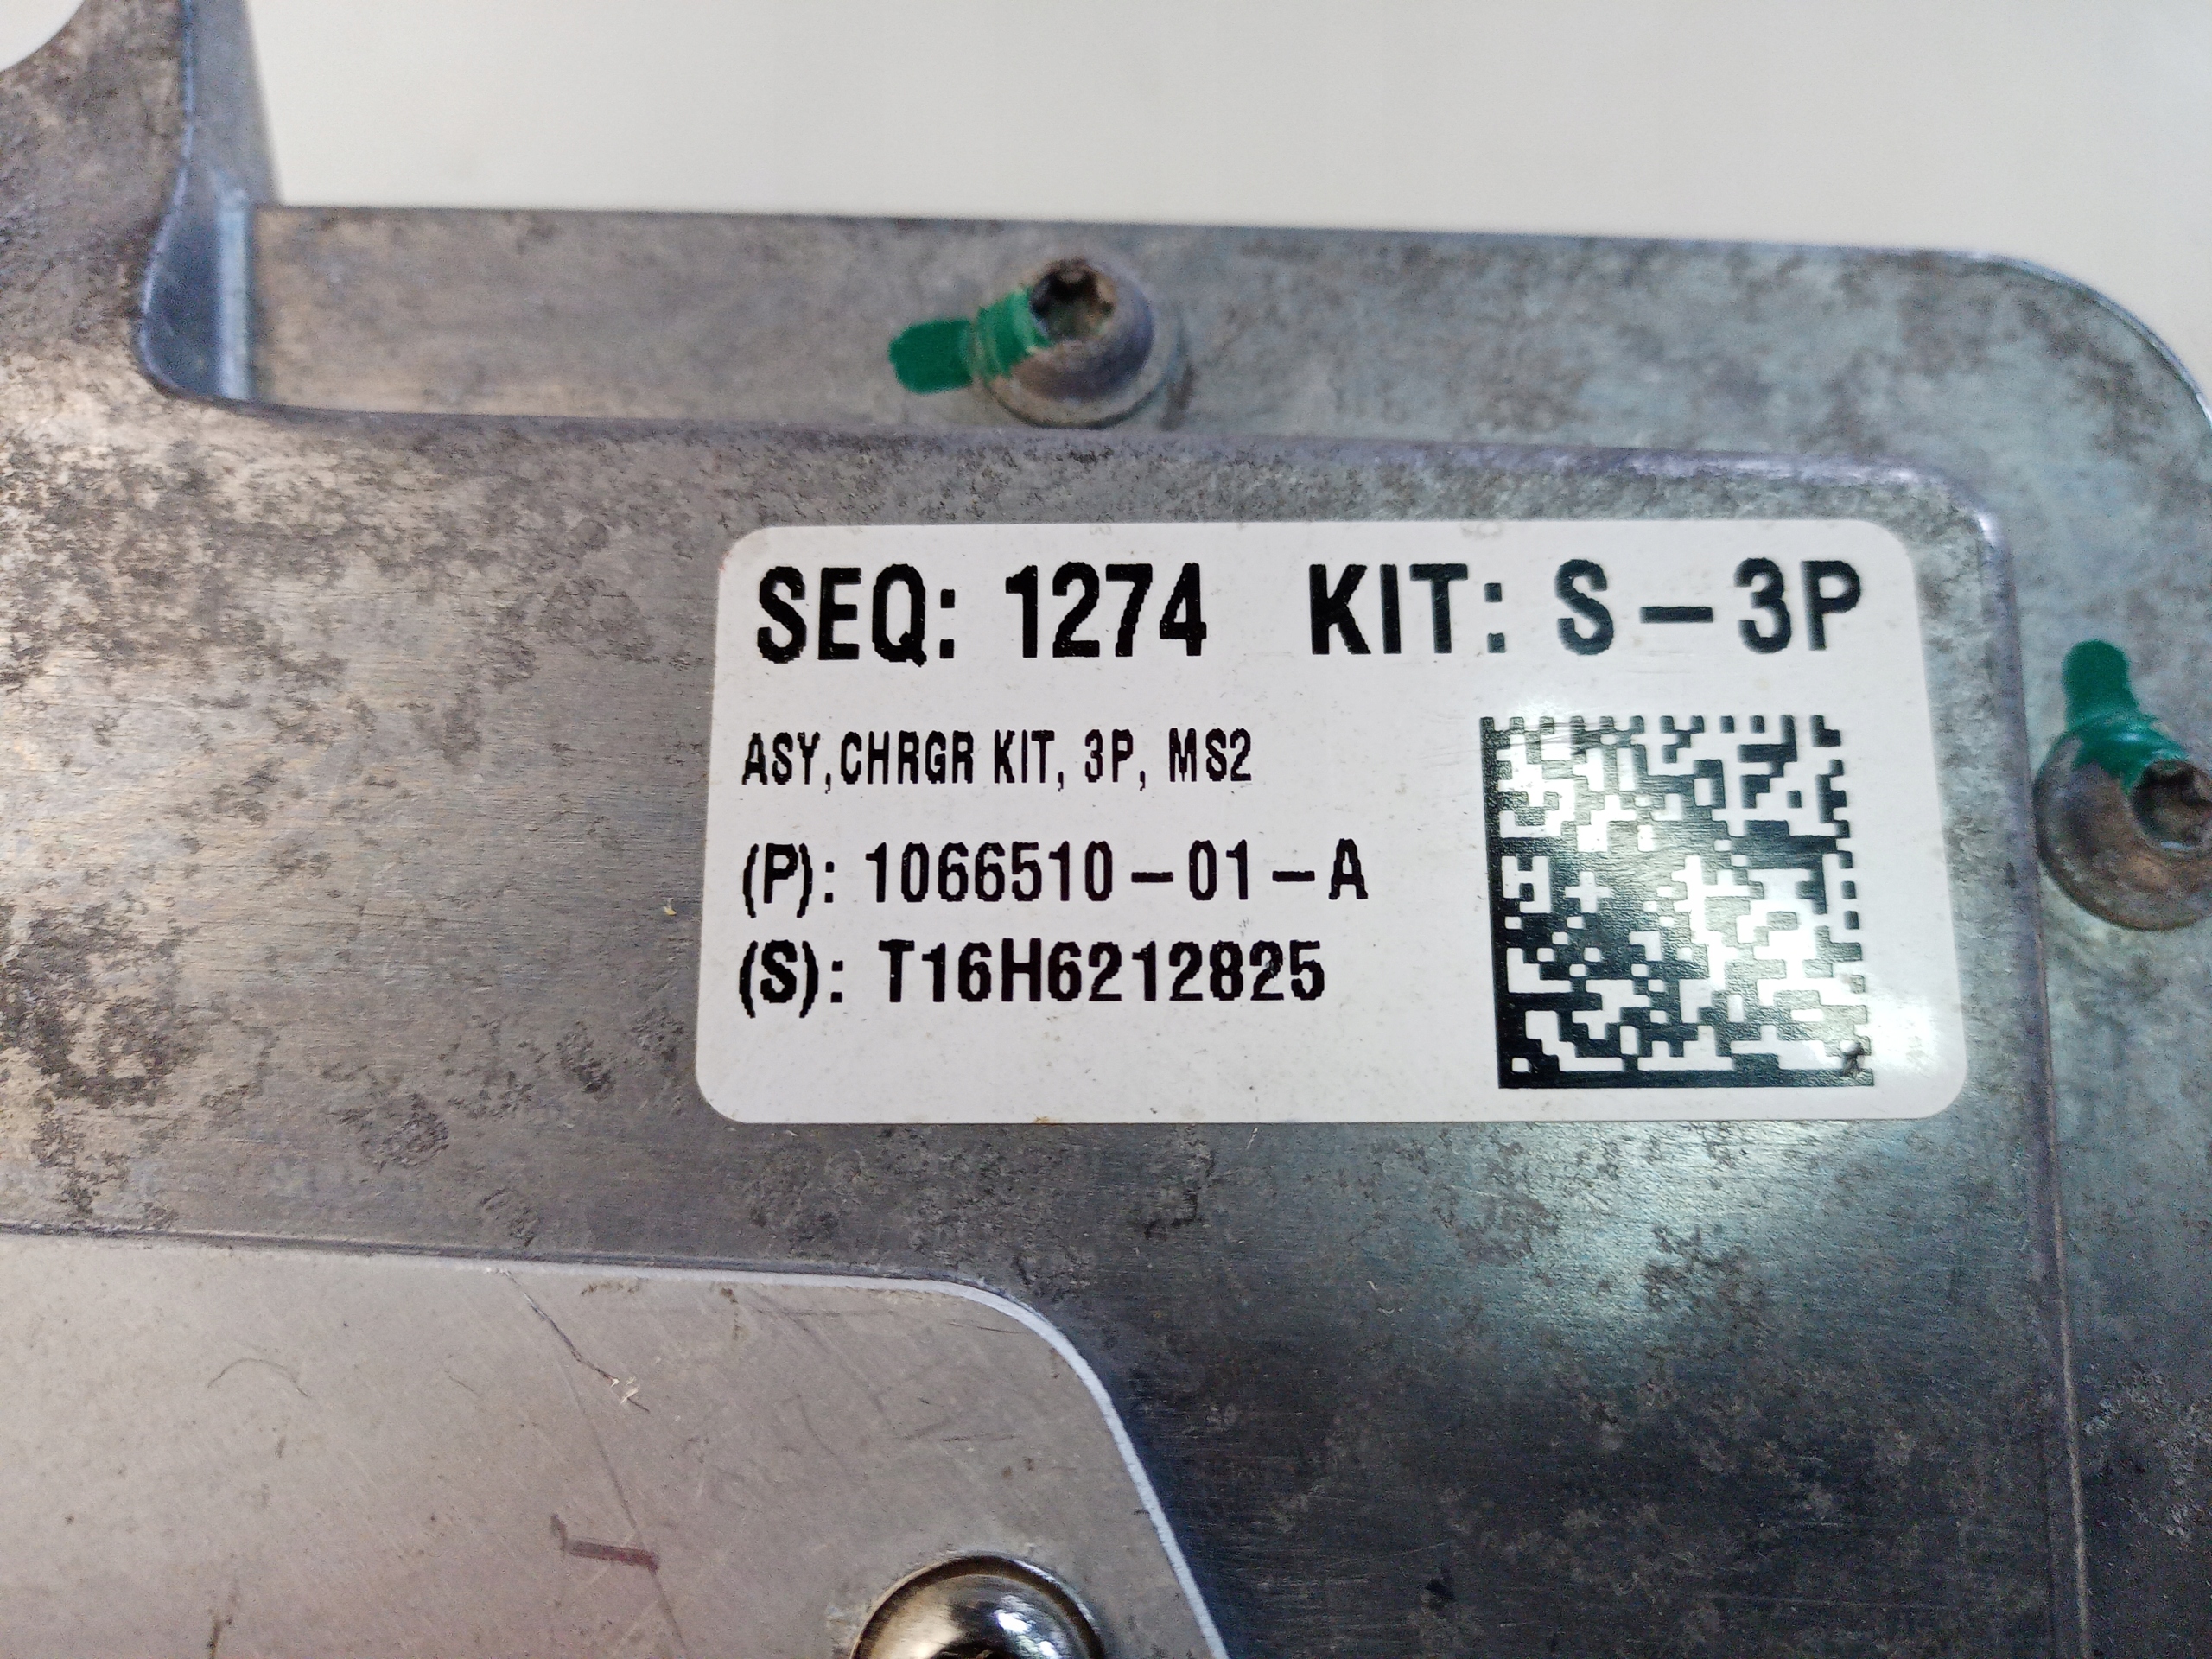 SEQ: 1274 KIT: S-3P
ASY,CHRGR KIT, 3P, MS2
(P): 1066510-01-A
(S): T16H6212825